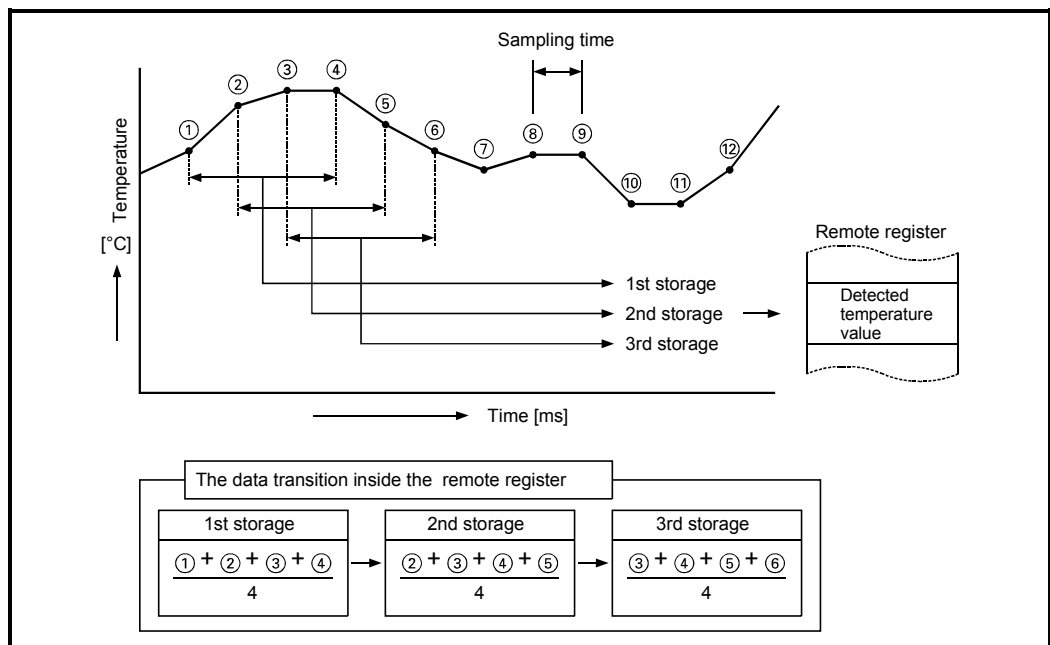 Sampling time
① ② ③ ④ ⑤ ⑥ ⑦ ⑧ ⑨ ⑩ ⑪ ⑫
Temperature
[°C]
Remote register
1st storage
2nd storage
3rd storage
Detected
temperature
value
Time [ms]
The data transition inside the remote register
1st storage
① + ② + ③ + ④
4
2nd storage
② + ③ + ④ + ⑤
4
3rd storage
③ + ④ + ⑤ + ⑥
4